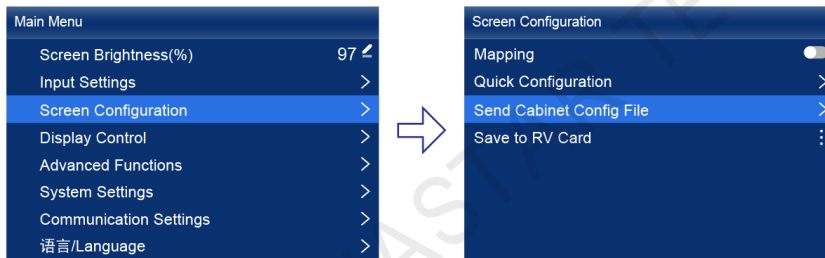 Main Menu
Screen Brightness(%) 97
Input Settings
Screen Configuration
Display Control
Advanced Functions
System Settings
Communication Settings
语言/Language
Screen Configuration
Mapping
Quick Configuration
Send Cabinet Config File
Save to RV Card